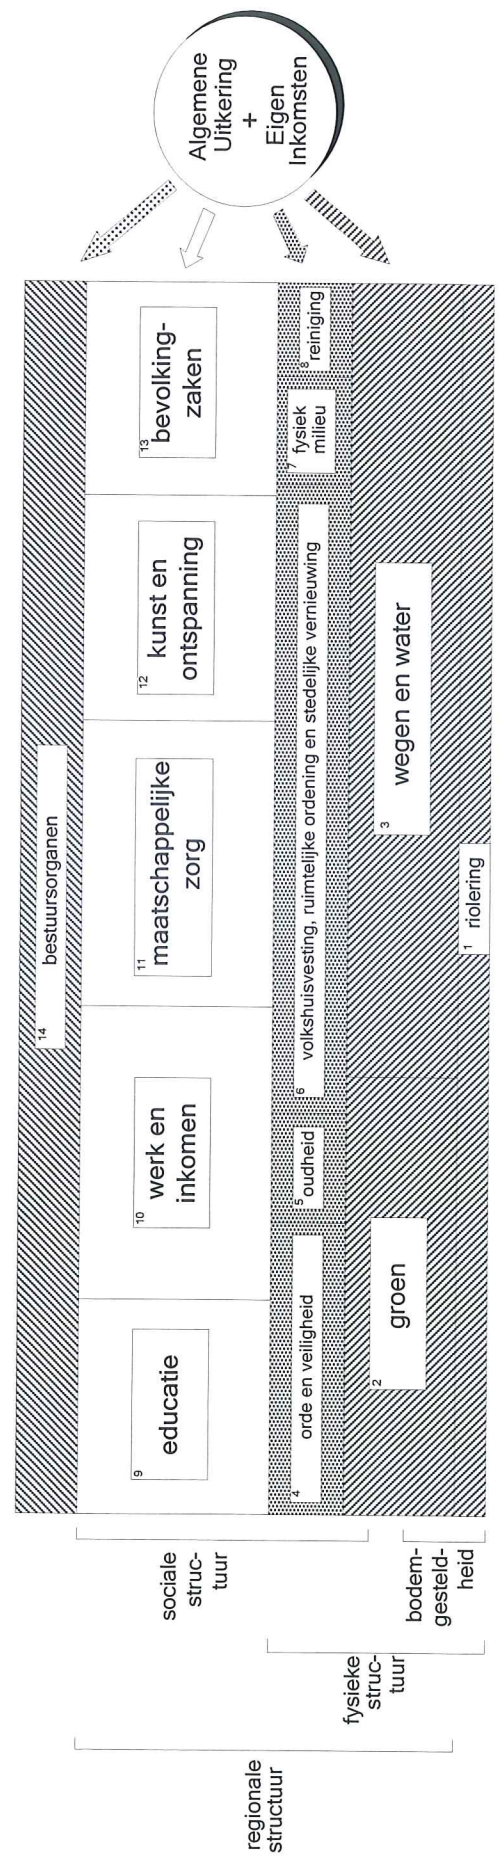 Algemene
Uitkering
+
Eigen
Inkomsten
14 bestuursorganen
9 educatie
10 werk en
inkomen
11 maatschappelijke
zorg
12 kunst en
ontspanning
13 bevolking-
zaken
4 orde en veiligheid
5 oudheid
6 volkshuisvesting, ruimtelijke ordening en stedelijke vernieuwing
7 fysiek
milieu
8 reiniging
2 groen
3 wegen en water
1 riolering
sociale
struc-
tuur
bodem-
gesteld-
heid
fysieke
struc-
tuur
regionale
structuur